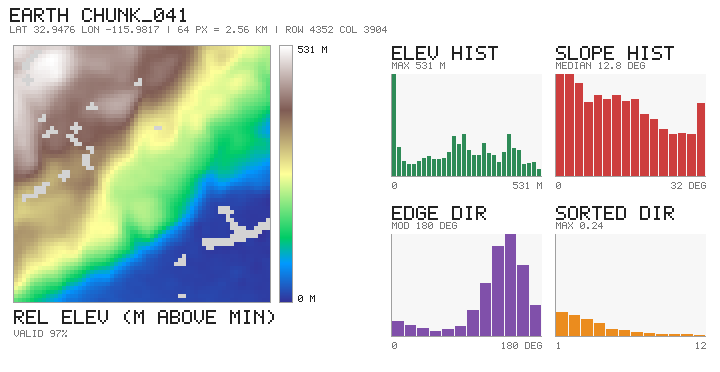 EARTH CHUNK_041
LAT 32.9476 LON -115.9817 | 64 PX = 2.56 KM | ROW 4352 COL 3904
531 M
0 M
REL ELEV (M ABOVE MIN)
VALID 97%
ELEV HIST
MAX 531 M
0 531 M
SLOPE HIST
MEDIAN 12.8 DEG
0 32 DEG
EDGE DIR
MOD 180 DEG
0 180 DEG
SORTED DIR
MAX 0.24
1 12